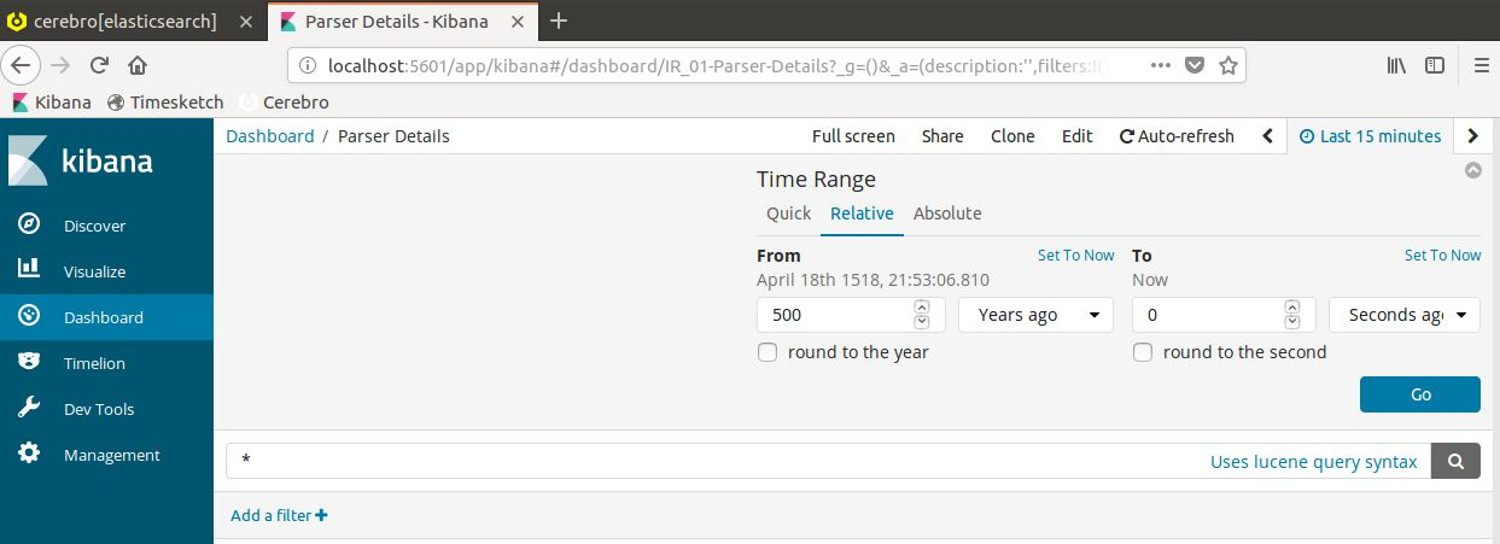 cerebro[elasticsearch] Parser Details - Kibana
localhost:5601/app/kibana#/dashboard/IR_01-Parser-Details?_g=()&_a=(description:'',filters:!(
Kibana Timesketch Cerebro
kibana
Discover
Visualize
Dashboard
Timelion
Dev Tools
Management
Dashboard / Parser Details Full screen Share Clone Edit Auto-refresh Last 15 minutes
Time Range
Quick Relative Absolute
From Set To Now To Set To Now
April 18th 1518, 21:53:06.810 Now
500 Years ago 0 Seconds ag
round to the year round to the second
Go
* Uses lucene query syntax
Add a filter +